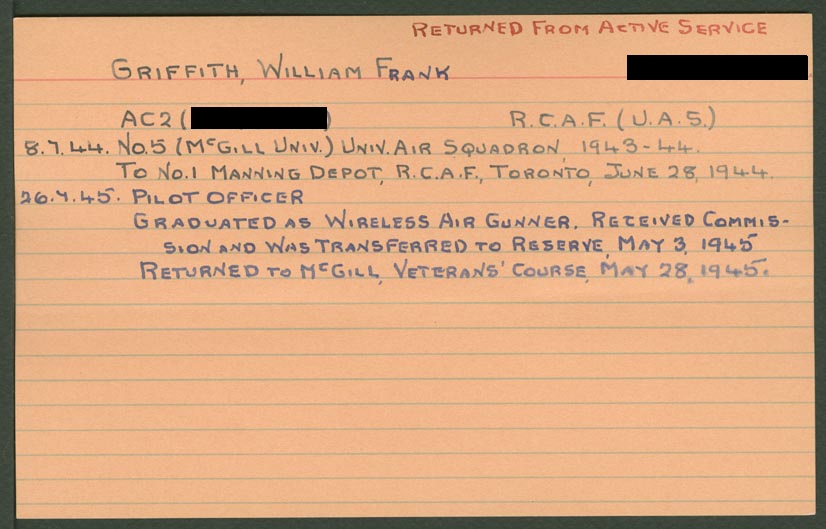 RETURNED FROM ACTIVE SERVICE
GRIFFITH, WILLIAM FRANK
AC2 ( ) R.C.A.F. (U.A.S.)
8.7.44. No.5 (McGILL UNIV.) UNIV. AIR SQUADRON, 1943-44.
TO No.1 MANNING DEPOT, R.C.A.F., TORONTO, JUNE 28, 1944.
26.7.45. PILOT OFFICER
GRADUATED AS WIRELESS AIR GUNNER, RECEIVED COMMIS-
SION AND WAS TRANSFERRED TO RESERVE, MAY 3, 1945
RETURNED TO McGILL, VETERANS' COURSE, MAY 28, 1945.